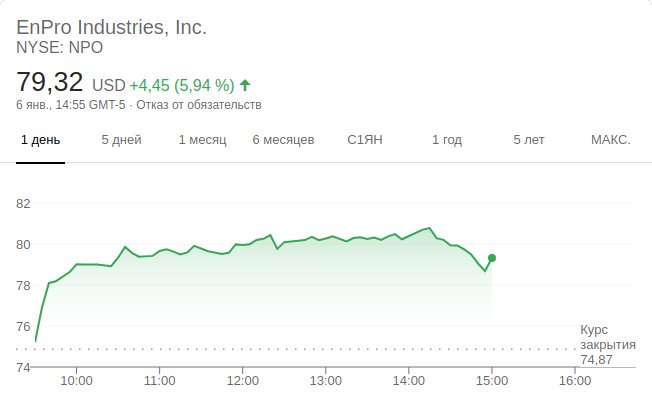 EnPro Industries, Inc.
NYSE: NPO
79,32 USD +4,45 (5,94 %)
6 янв., 14:55 GMT-5 · Отказ от обязательств
1 день 5 дней 1 месяц 6 месяцев С1ЯН 1 год 5 лет МАКС.
82
80
78
76
Курс
закрытия
74,87
74
10:00 11:00 12:00 13:00 14:00 15:00 16:00